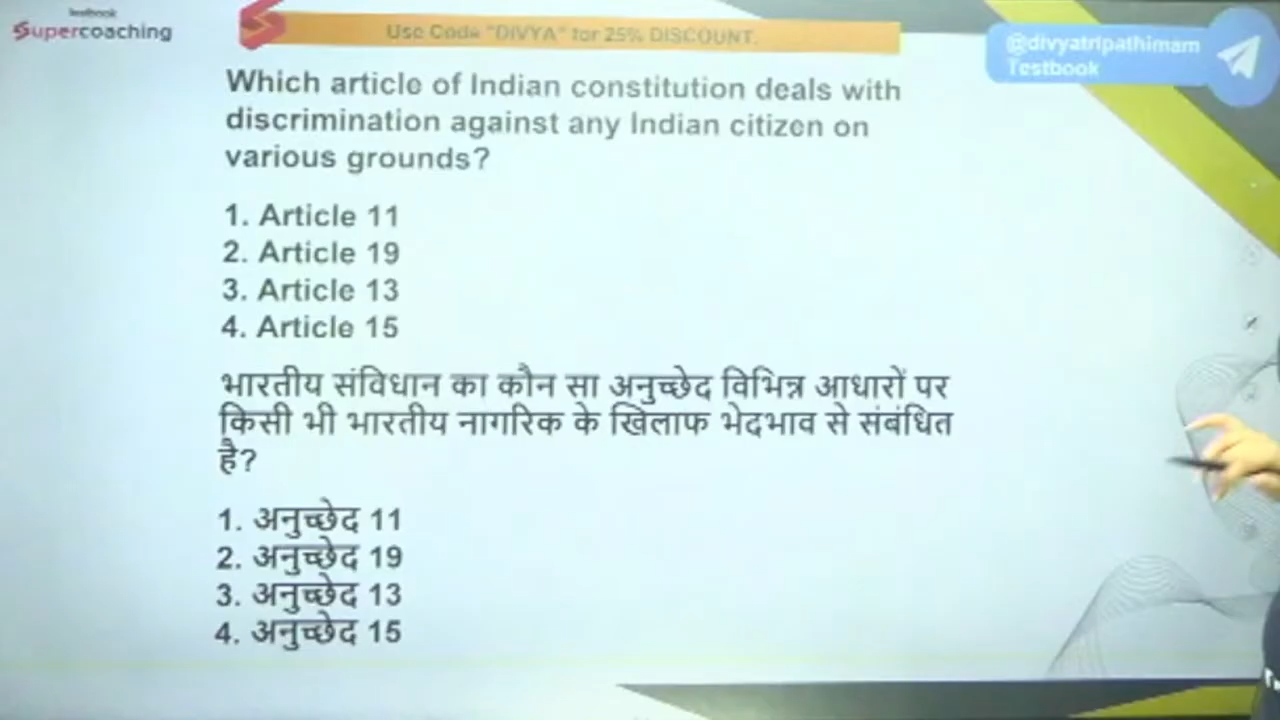 testbook
Supercoaching
Use Code "DIVYA" for 25% DISCOUNT.
@divyatripathimam
Testbook
Which article of Indian constitution deals with
discrimination against any Indian citizen on
various grounds?
1. Article 11
2. Article 19
3. Article 13
4. Article 15
भारतीय संविधान का कौन सा अनुच्छेद विभिन्न आधारों पर
किसी भी भारतीय नागरिक के खिलाफ भेदभाव से संबंधित
है?
1. अनुच्छेद 11
2. अनुच्छेद 19
3. अनुच्छेद 13
4. अनुच्छेद 15